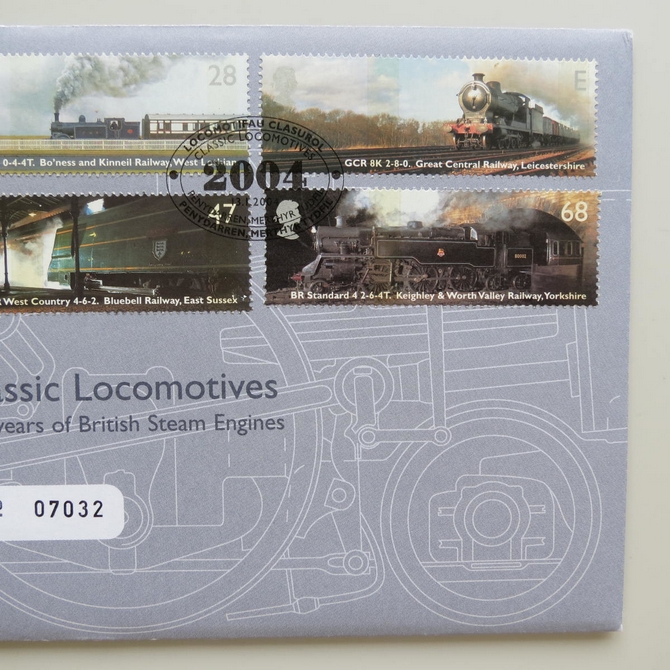 28
E
0-4-4T. Bo'ness and Kinneil Railway, West Lothian
GCR 8K 2-8-0. Great Central Railway, Leicestershire
LOCOMOTIFAU CLASUROL
CLASSIC LOCOMOTIVES
2004
PENYDARREN, MERTHYR
47
68
West Country 4-6-2. Bluebell Railway, East Sussex
BR Standard 4 2-6-4T. Keighley & Worth Valley Railway, Yorkshire
assic Locomotives
years of British Steam Engines
07032